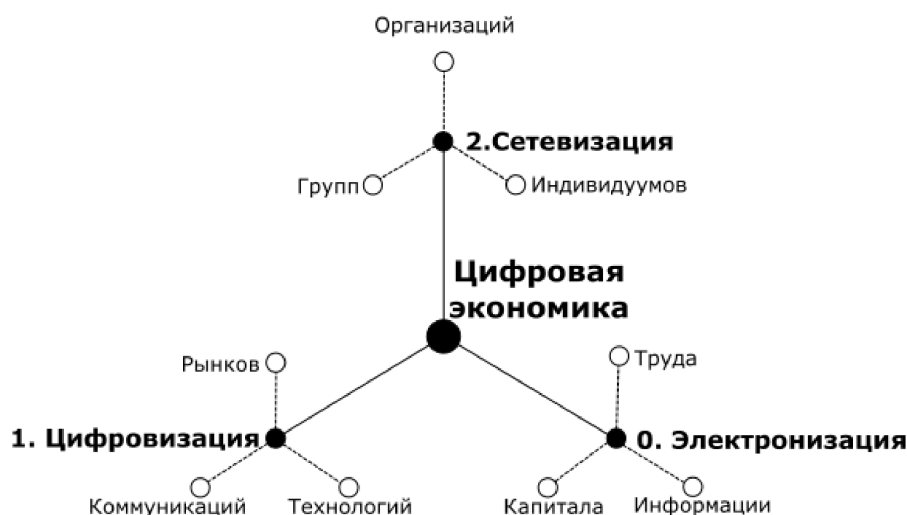 Организаций
2.Сетевизация
Групп
Индивидуумов
Цифровая
экономика
Рынков
Труда
1. Цифровизация
0. Электронизация
Коммуникаций
Технологий
Капитала
Информации